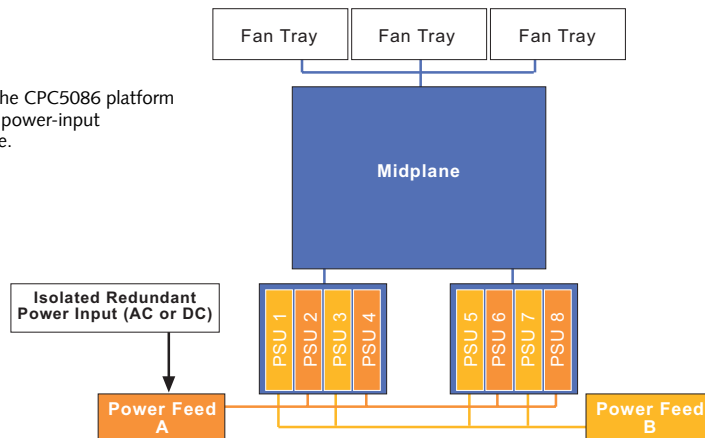 Fan Tray
Fan Tray
Fan Tray
he CPC5086 platform
power-input
e.
Midplane
Isolated Redundant
Power Input (AC or DC)
PSU 1
PSU 2
PSU 3
PSU 4
PSU 5
PSU 6
PSU 7
PSU 8
Power Feed
A
Power Feed
B